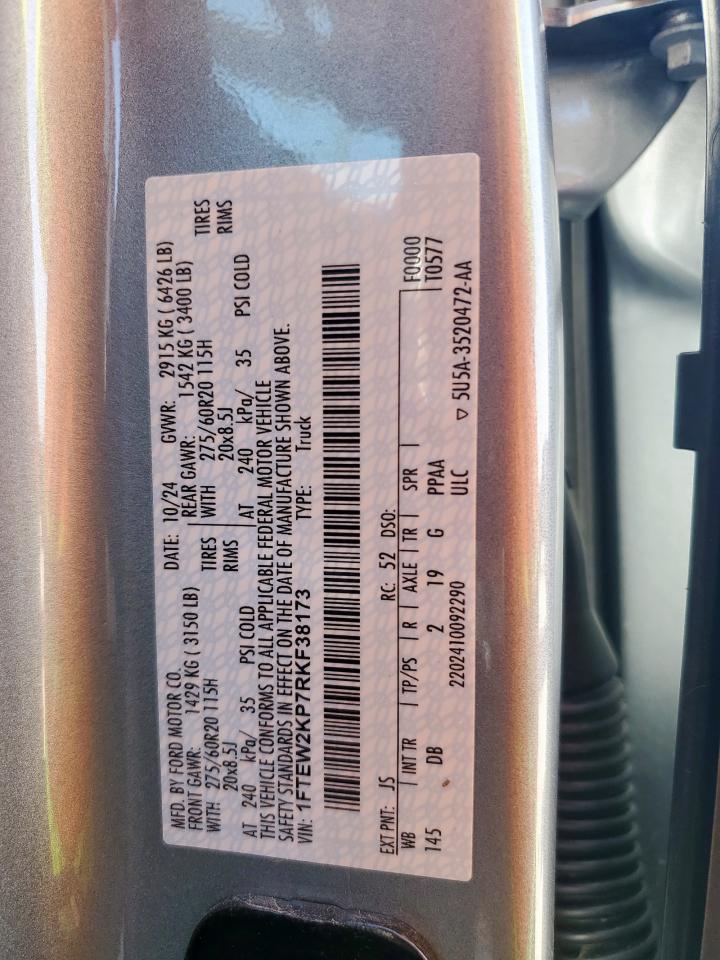 MFD. BY FORD MOTOR CO.
DATE: 10/24 GVWR: 2915 KG ( 6426 LB)
FRONT GAWR: 1429 KG ( 3150 LB) REAR GAWR: 1542 KG ( 3400 LB)
WITH 275/60R20 115H TIRES WITH 275/60R20 115H TIRES
20x8.5J RIMS 20x8.5J RIMS
AT 240 kPa/ 35 PSI COLD AT 240 kPa/ 35 PSI COLD
THIS VEHICLE CONFORMS TO ALL APPLICABLE FEDERAL MOTOR VEHICLE
SAFETY STANDARDS IN EFFECT ON THE DATE OF MANUFACTURE SHOWN ABOVE.
VIN: 1FTEW2KP7RKF38173 TYPE: Truck
EXT PNT: JS RC: 52 DSO: F0000
WB INT TR TP/PS R AXLE TR SPR T0577
145 DB 2 19 G PPAA
2202410092290 ULC ▽ 5U5A-3520472-AA